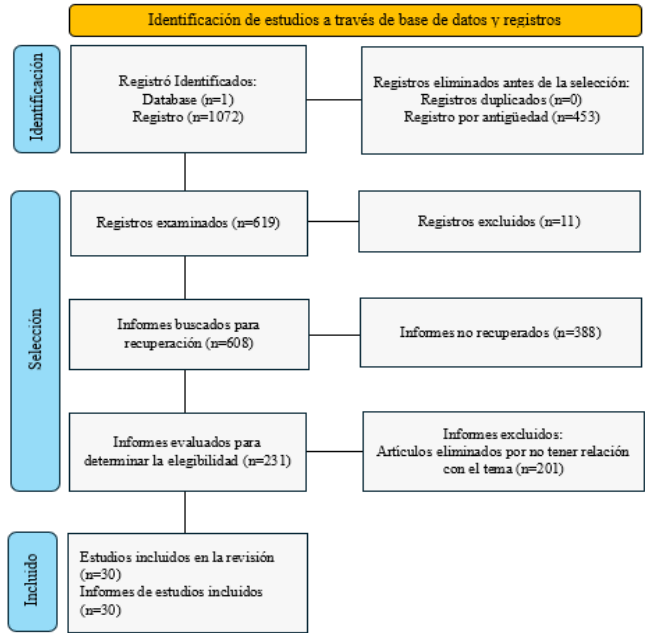 Identificación de estudios a través de base de datos y registros
Identificación
Registró Identificados:
Database (n=1)
Registro (n=1072)
Registros eliminados antes de la selección:
Registros duplicados (n=0)
Registro por antigüedad (n=453)
Selección
Registros examinados (n=619)
Registros excluidos (n=11)
Informes buscados para
recuperación (n=608)
Informes no recuperados (n=388)
Informes evaluados para
determinar la elegibilidad (n=231)
Informes excluidos:
Artículos eliminados por no tener relación
con el tema (n=201)
Incluido
Estudios incluidos en la revisión
(n=30)
Informes de estudios incluidos
(n=30)